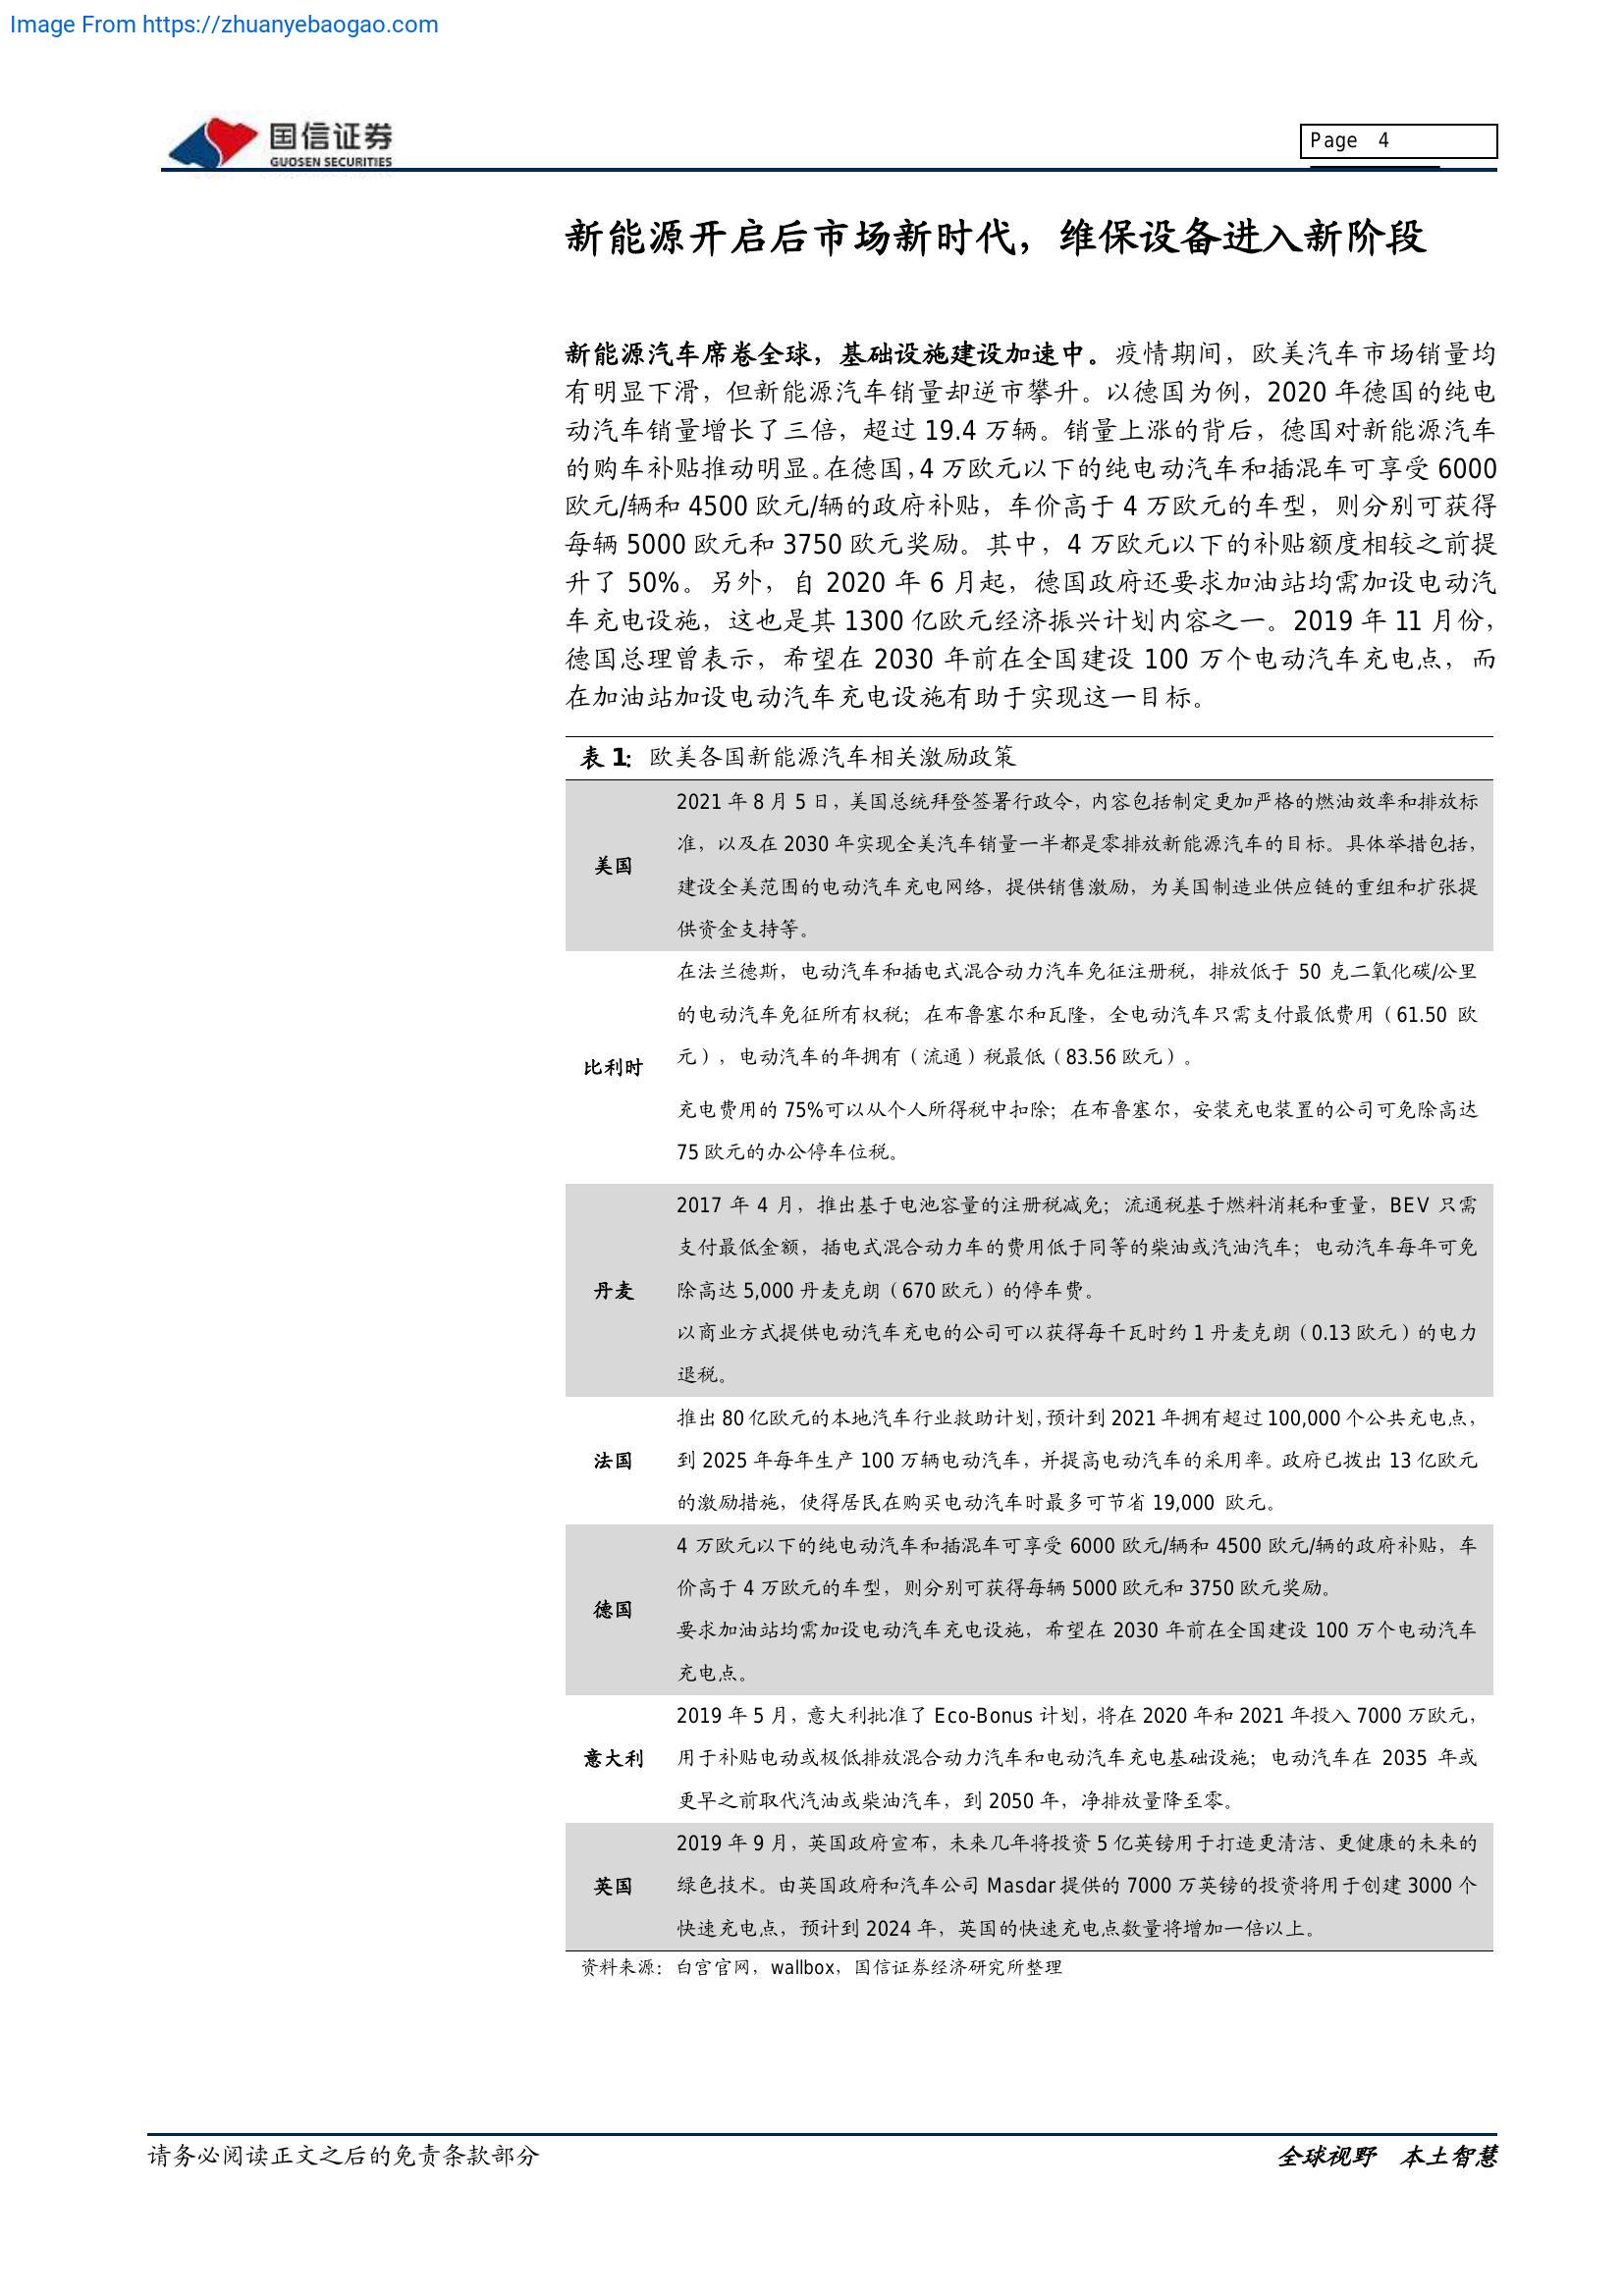 Image From https://zhuanyebaogao.com
国信证券
GUOSEN SECURITIES
Page 4
新能源开启后市场新时代，维保设备进入新阶段
新能源汽车席卷全球，基础设施建设加速中。疫情期间，欧美汽车市场销量均
有明显下滑，但新能源汽车销量却逆市攀升。以德国为例，2020 年德国的纯电
动汽车销量增长了三倍，超过 19.4 万辆。销量上涨的背后，德国对新能源汽车
的购车补贴推动明显。在德国，4 万欧元以下的纯电动汽车和插混车可享受 6000
欧元/辆和 4500 欧元/辆的政府补贴，车价高于 4 万欧元的车型，则分别可获得
每辆 5000 欧元和 3750 欧元奖励。其中，4 万欧元以下的补贴额度相较之前提
升了 50%。另外，自 2020 年 6 月起，德国政府还要求加油站均需加设电动汽
车充电设施，这也是其 1300 亿欧元经济振兴计划内容之一。2019 年 11 月份，
德国总理曾表示，希望在 2030 年前在全国建设 100 万个电动汽车充电点，而
在加油站加设电动汽车充电设施有助于实现这一目标。
表 1：欧美各国新能源汽车相关激励政策
美国
2021 年 8 月 5 日，美国总统拜登签署行政令，内容包括制定更加严格的燃油效率和排放标
准，以及在 2030 年实现全美汽车销量一半都是零排放新能源汽车的目标。具体举措包括，
建设全美范围的电动汽车充电网络，提供销售激励，为美国制造业供应链的重组和扩张提
供资金支持等。
比利时
在法兰德斯，电动汽车和插电式混合动力汽车免征注册税，排放低于 50 克二氧化碳/公里
的电动汽车免征所有权税；在布鲁塞尔和瓦隆，全电动汽车只需支付最低费用（61.50 欧
元），电动汽车的年拥有（流通）税最低（83.56 欧元）。
充电费用的 75%可以从个人所得税中扣除；在布鲁塞尔，安装充电装置的公司可免除高达
75 欧元的办公停车位税。
丹麦
2017 年 4 月，推出基于电池容量的注册税减免；流通税基于燃料消耗和重量，BEV 只需
支付最低金额，插电式混合动力车的费用低于同等的柴油或汽油汽车；电动汽车每年可免
除高达 5,000 丹麦克朗（670 欧元）的停车费。
以商业方式提供电动汽车充电的公司可以获得每千瓦时约 1 丹麦克朗（0.13 欧元）的电力
退税。
法国
推出 80 亿欧元的本地汽车行业救助计划，预计到 2021 年拥有超过 100,000 个公共充电点，
到 2025 年每年生产 100 万辆电动汽车，并提高电动汽车的采用率。政府已拨出 13 亿欧元
的激励措施，使得居民在购买电动汽车时最多可节省 19,000 欧元。
德国
4 万欧元以下的纯电动汽车和插混车可享受 6000 欧元/辆和 4500 欧元/辆的政府补贴，车
价高于 4 万欧元的车型，则分别可获得每辆 5000 欧元和 3750 欧元奖励。
要求加油站均需加设电动汽车充电设施，希望在 2030 年前在全国建设 100 万个电动汽车
充电点。
意大利
2019 年 5 月，意大利批准了 Eco-Bonus 计划，将在 2020 年和 2021 年投入 7000 万欧元，
用于补贴电动或极低排放混合动力汽车和电动汽车充电基础设施；电动汽车在 2035 年或
更早之前取代汽油或柴油汽车，到 2050 年，净排放量降至零。
英国
2019 年 9 月，英国政府宣布，未来几年将投资 5 亿英镑用于打造更清洁、更健康的未来的
绿色技术。由英国政府和汽车公司 Masdar 提供的 7000 万英镑的投资将用于创建 3000 个
快速充电点，预计到 2024 年，英国的快速充电点数量将增加一倍以上。
资料来源：白宫官网，wallbox，国信证券经济研究所整理
请务必阅读正文之后的免责条款部分
全球视野 本土智慧